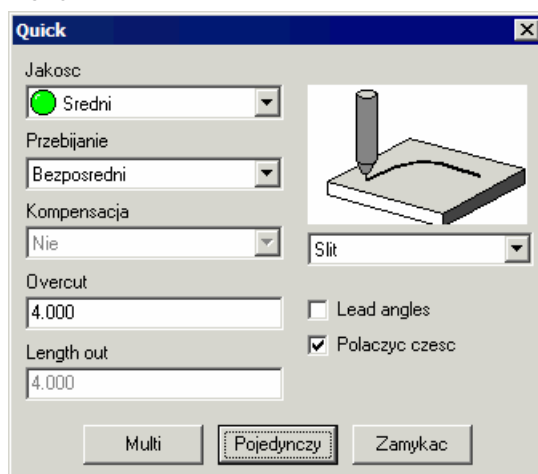 Quick
Jakosc
Sredni
Przebijanie
Bezposredni
Kompensacja
Nie
Overcut
4.000
Length out
4.000
Slit
Lead angles
Polaczyc czesc
Multi
Pojedynczy
Zamykac